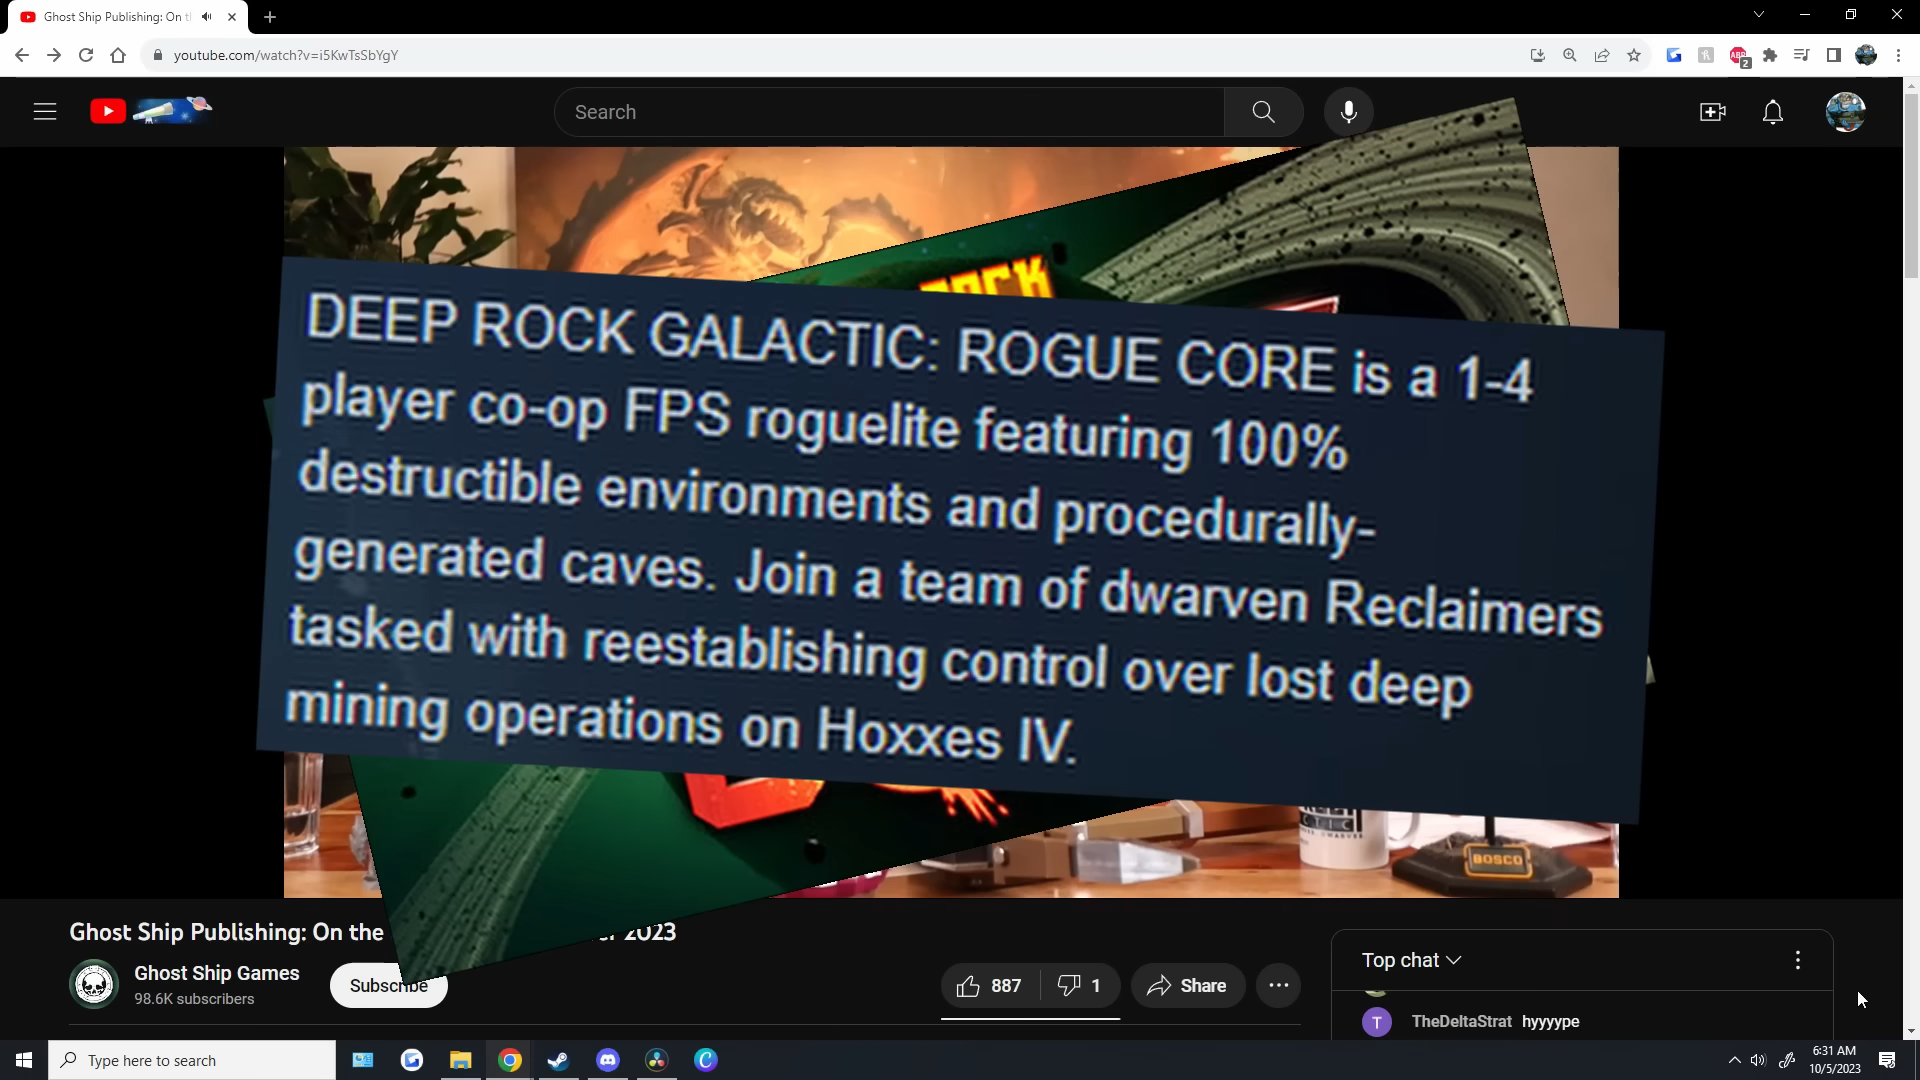 Ghost Ship Publishing: On t
youtube.com/watch?v=i5KwTsSbYgY
ABP
2
Search
ROCK
DEEP ROCK GALACTIC: ROGUE CORE is a 1-4
player co-op FPS roguelite featuring 100%
destructible environments and procedurally-
generated caves. Join a team of dwarven Reclaimers
tasked with reestablishing control over lost deep
mining operations on Hoxxes IV.
BOSCO
Ghost Ship Publishing: On the 2023
Ghost Ship Games
98.6K subscribers
Subscribe
887
1
Share
Top chat
T
TheDeltaStrat hyyyype
Type here to search
6:31 AM
10/5/2023